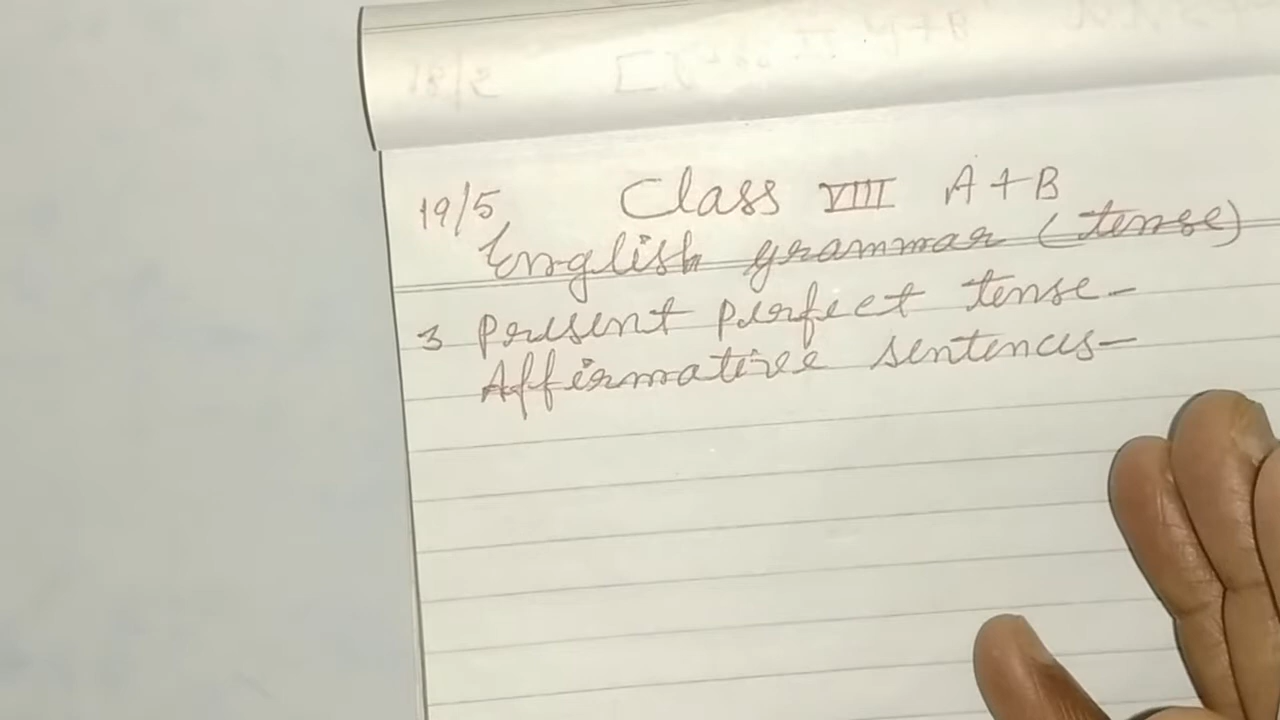 19/5 Class VIII A+B
English grammar (tense)
3 Present perfect tense-
Affirmative sentences-